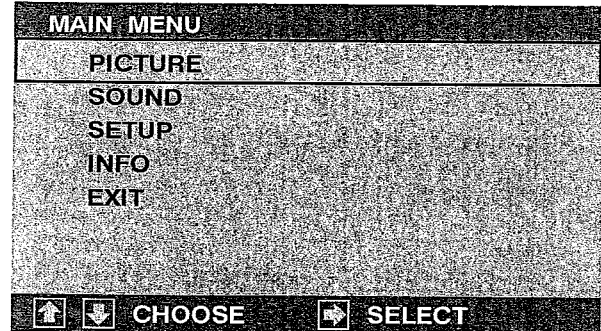 MAIN MENU
PICTURE
SOUND
SETUP
INFO
EXIT
CHOOSE SELECT